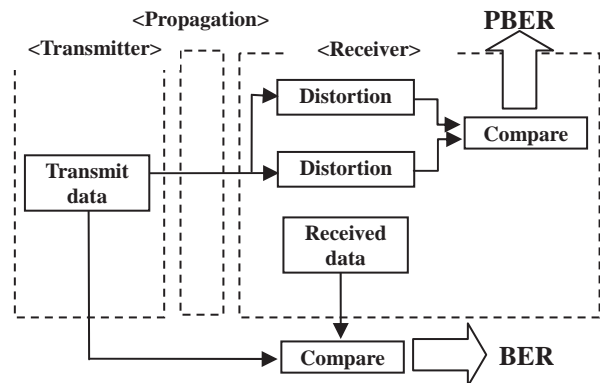 <Propagation>
PBER
<Transmitter>
<Receiver>
Distortion
Compare
Distortion
Transmit
data
Received
data
Compare
BER